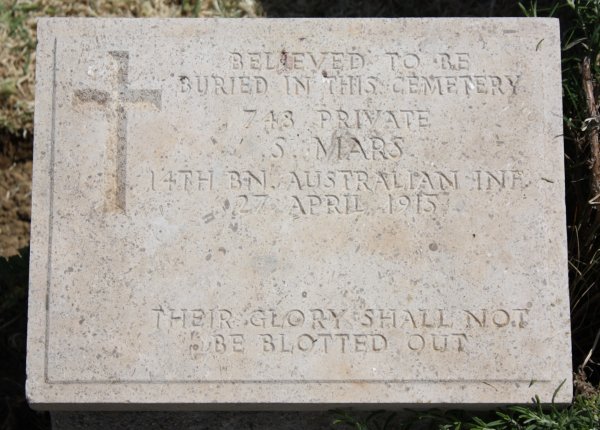 BELIEVED TO BE
BURIED IN THIS CEMETERY
743 PRIVATE
S. MARS
14TH BN. AUSTRALIAN INF.
27 APRIL 1915
THEIR GLORY SHALL NOT
BE BLOTTED OUT